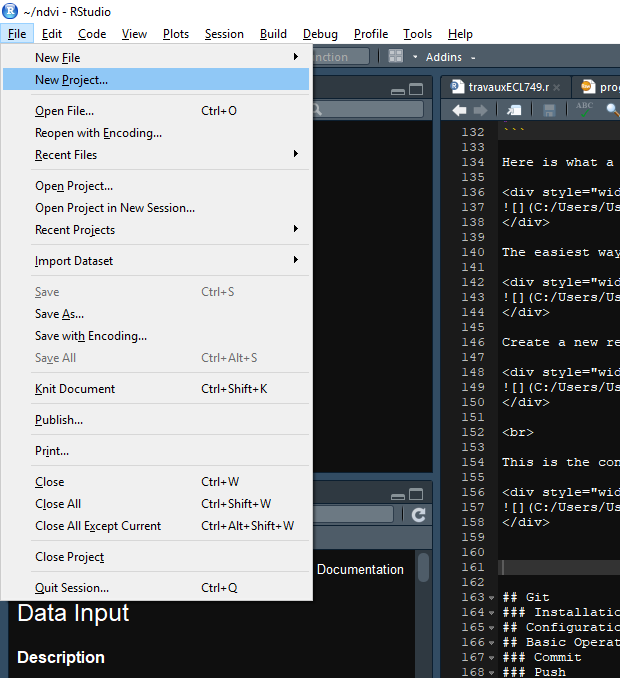 ~/ndvi - RStudio
File Edit Code View Plots Session Build Debug Profile Tools Help
New File
New Project...
Open File... Ctrl+O
Reopen with Encoding...
Recent Files
Open Project...
Open Project in New Session...
Recent Projects
Import Dataset
Save Ctrl+S
Save As...
Save with Encoding...
Save All Ctrl+Alt+S
Knit Document Ctrl+Shift+K
Publish...
Print...
Close Ctrl+W
Close All Ctrl+Shift+W
Close All Except Current Ctrl+Alt+Shift+W
Close Project
Quit Session... Ctrl+Q
nction
Addins
Documentation
Data Input
Description
travauxECL749.r
prog
ABC
132 ```
133
134 Here is what a
135
136 <div style="wid
137 ![](C:/Users/Us
138 </div>
139
140 The easiest way
141
142 <div style="wid
143 ![](C:/Users/Us
144 </div>
145
146 Create a new re
147
148 <div style="wid
149 ![](C:/Users/Us
150 </div>
151
152 <br>
153
154 This is the con
155
156 <div style="wid
157 ![](C:/Users/Us
158 </div>
159
160
161
162
163 ## Git
164 ### Installatio
165 ## Configuratio
166 ## Basic Operat
167 ### Commit
168 ### Push